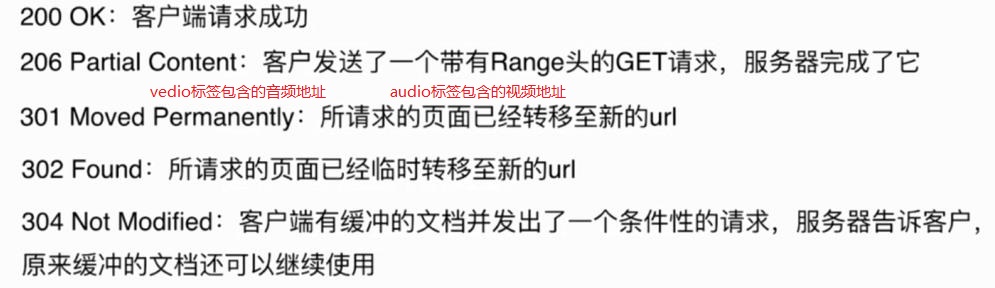 200 OK：客户端请求成功
206 Partial Content：客户发送了一个带有Range头的GET请求，服务器完成了它
vedio标签包含的音频地址 audio标签包含的视频地址
301 Moved Permanently：所请求的页面已经转移至新的url
302 Found：所请求的页面已经临时转移至新的url
304 Not Modified：客户端有缓冲的文档并发出了一个条件性的请求，服务器告诉客户，
原来缓冲的文档还可以继续使用